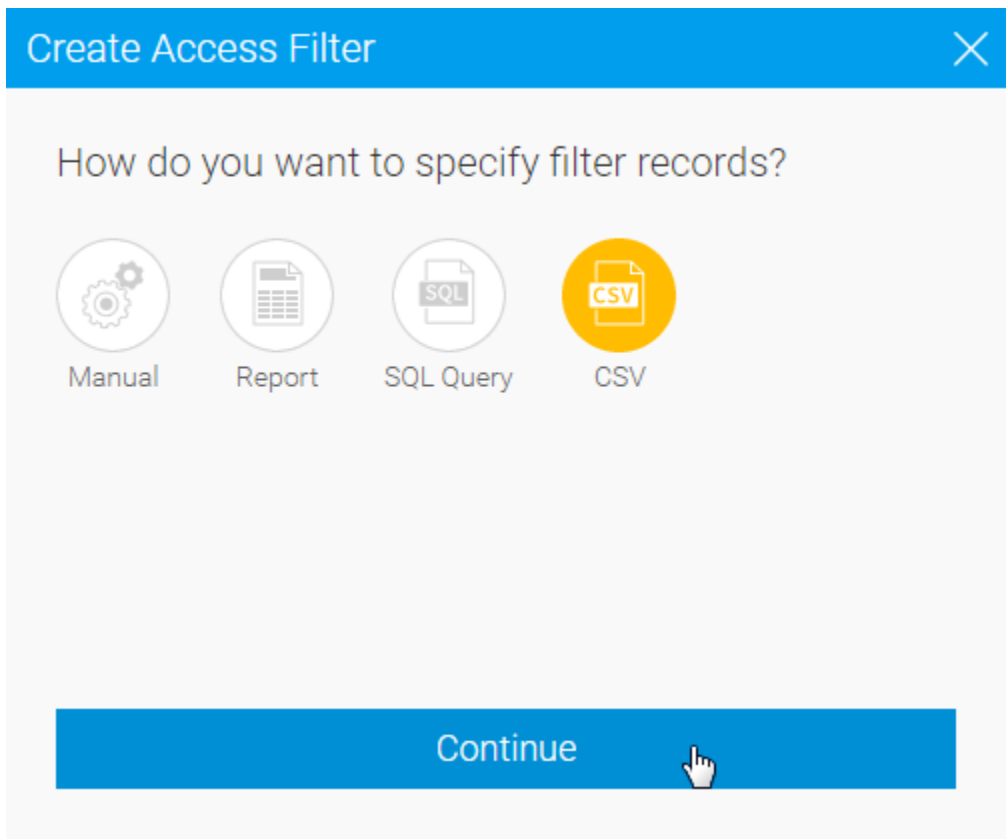 Create Access Filter
How do you want to specify filter records?
SQL
CSV
Manual
Report
SQL Query
CSV
Continue